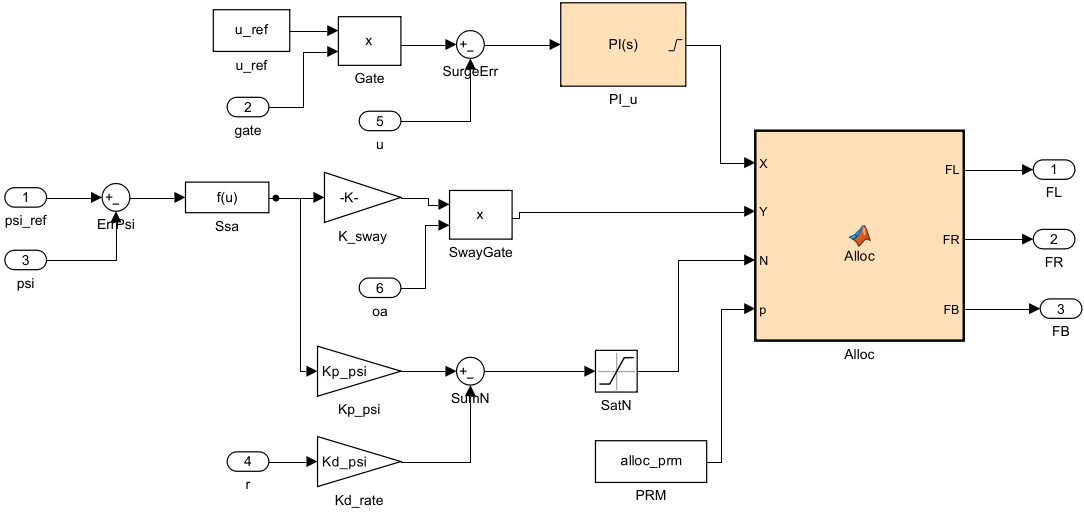 u_ref
u_ref
x
Gate
2
gate
+
−
SurgeErr
5
u
PI(s)
PI_u
1
psi_ref
+
−
ErrPsi
3
psi
f(u)
Ssa
-K-
K_sway
x
SwayGate
6
oa
Kp_psi
Kp_psi
+
−
SumN
SatN
4
r
Kd_psi
Kd_rate
alloc_prm
PRM
X
Y
N
p
Alloc
FL
FR
FB
Alloc
1
FL
2
FR
3
FB